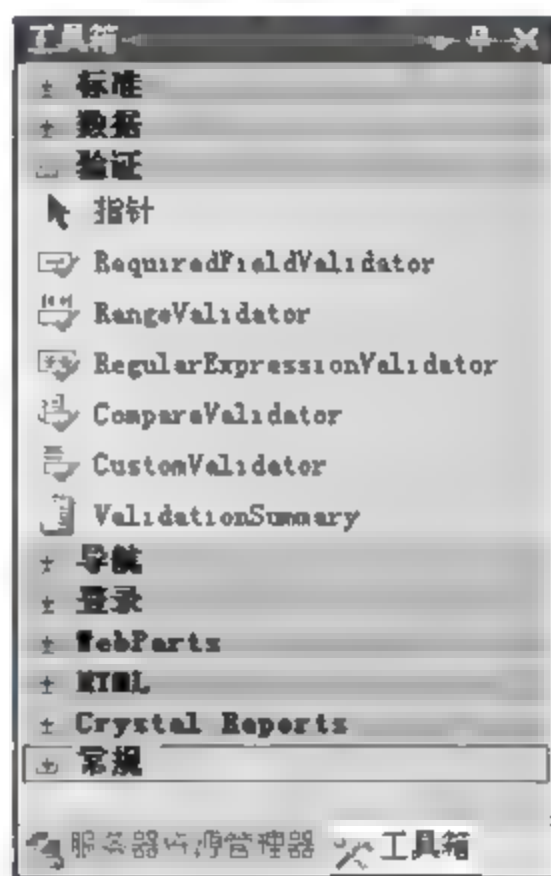 工具箱
标准
数据
验证
指针
RequiredFieldValidator
RangeValidator
RegularExpressionValidator
CompareValidator
CustomValidator
ValidationSummary
导航
登录
WebParts
HTML
Crystal Reports
常规
服务器资源管理器 工具箱